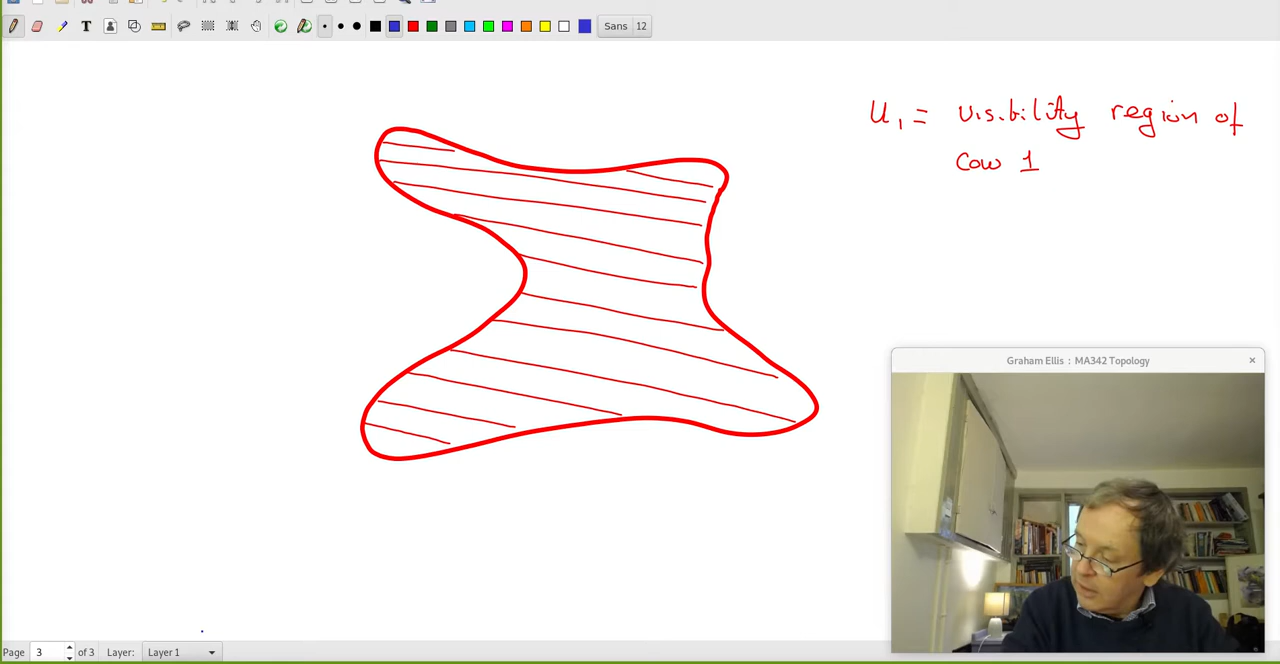 T
Sans 12
U₁ = visibility region of
Cow 1
Graham Ellis : MA342 Topology ×
Page 3 of 3 Layer: Layer 1